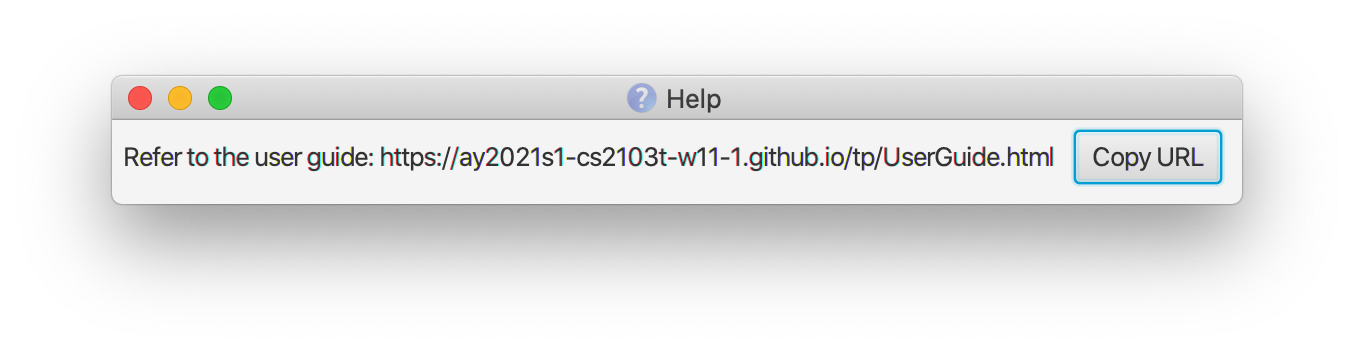 Help
Refer to the user guide: https://ay2021s1-cs2103t-w11-1.github.io/tp/UserGuide.html Copy URL